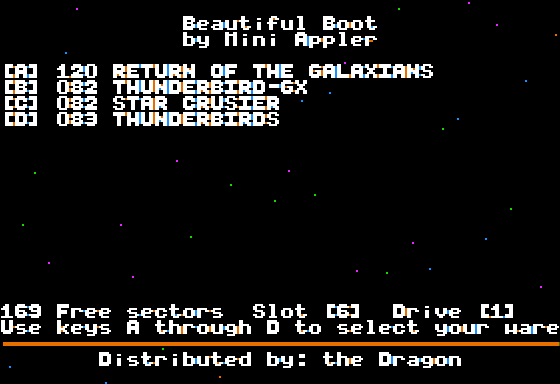 Beautiful Boot
by Mini Appler
[A] 120 RETURN OF THE GALAXIANS
[B] 082 THUNDERBIRD-GX
[C] 082 STAR CRUSIER
[D] 083 THUNDERBIRDS
169 Free sectors Slot [6] Drive [1]
Use keys A through D to select your ware
Distributed by: the Dragon